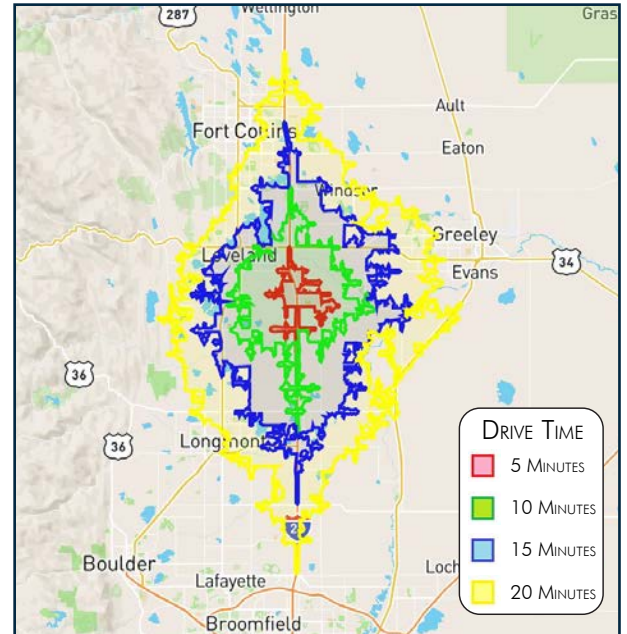 287
Wellington
Gras
Ault
Fort Collins
Eaton
Windsor
Greeley
Loveland
Evans
34
36
36
Longmont
DRIVE TIME
5 MINUTES
10 MINUTES
15 MINUTES
20 MINUTES
Boulder
Loch
Lafayette
Broomfield